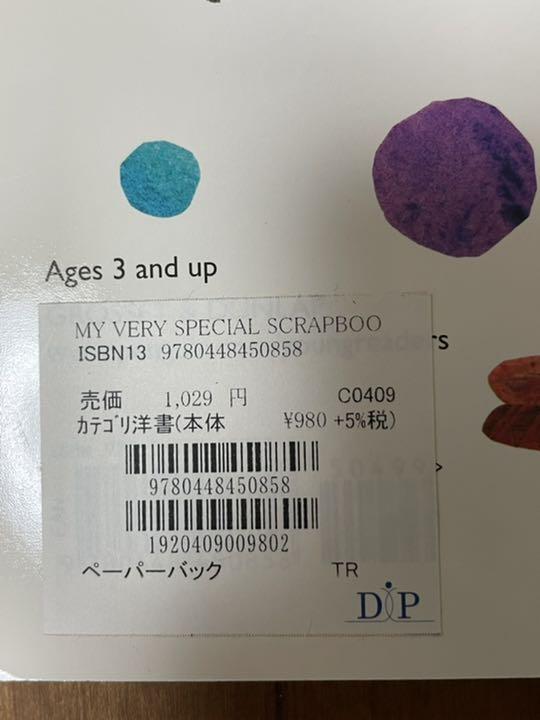 Ages 3 and up
MY VERY SPECIAL SCRAPBOO
ISBN13 9780448450858
rs
売価 1,029 円 C0409
ｶﾃｺﾞﾘ洋書(本体 ¥980 +5%税)
9780448450858
1920409009802
ペーパーバック TR
DiP